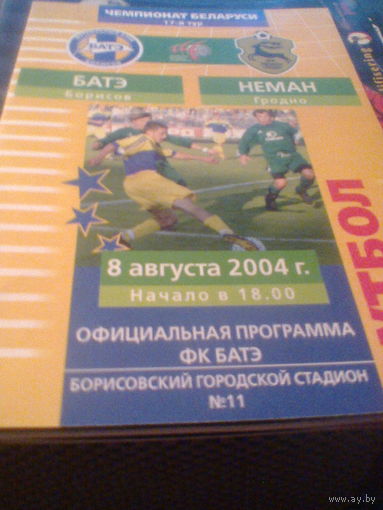 ЧЕМПИОНАТ БЕЛАРУСИ
17-й тур
БАТЭ
БАТЭ
Борисов
НЕМАН
Гродно
ФУТБОЛ
8 августа 2004 г.
Начало в 18.00
ОФИЦИАЛЬНАЯ ПРОГРАММА
ФК БАТЭ
БОРИСОВСКИЙ ГОРОДСКОЙ СТАДИОН
№11
www.ay.by